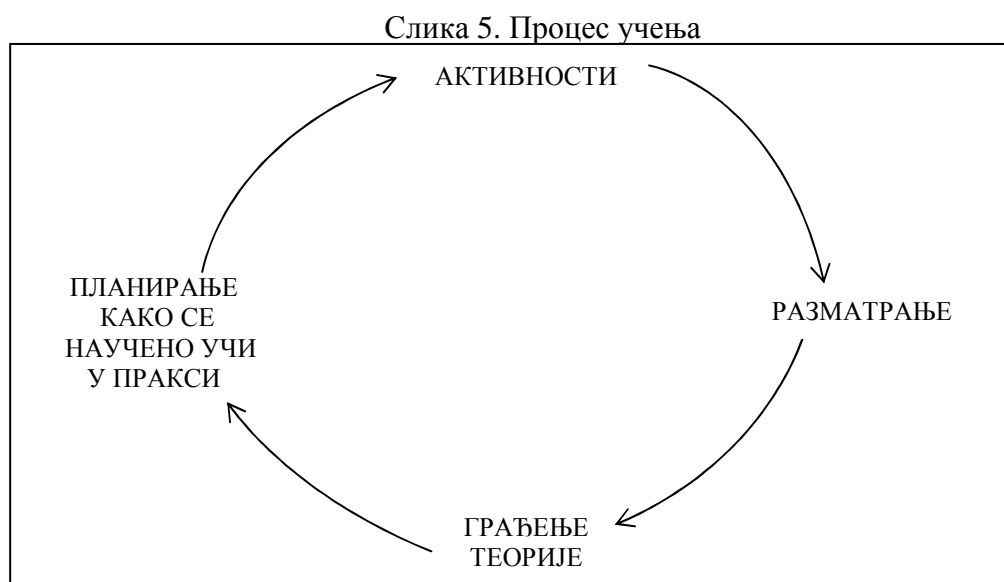 Слика 5. Процес учења
АКТИВНОСТИ
РАЗМАТРАЊЕ
ГРАЂЕЊЕ
ТЕОРИЈЕ
ПЛАНИРАЊЕ
КАКО СЕ
НАУЧЕНО УЧИ
У ПРАКСИ